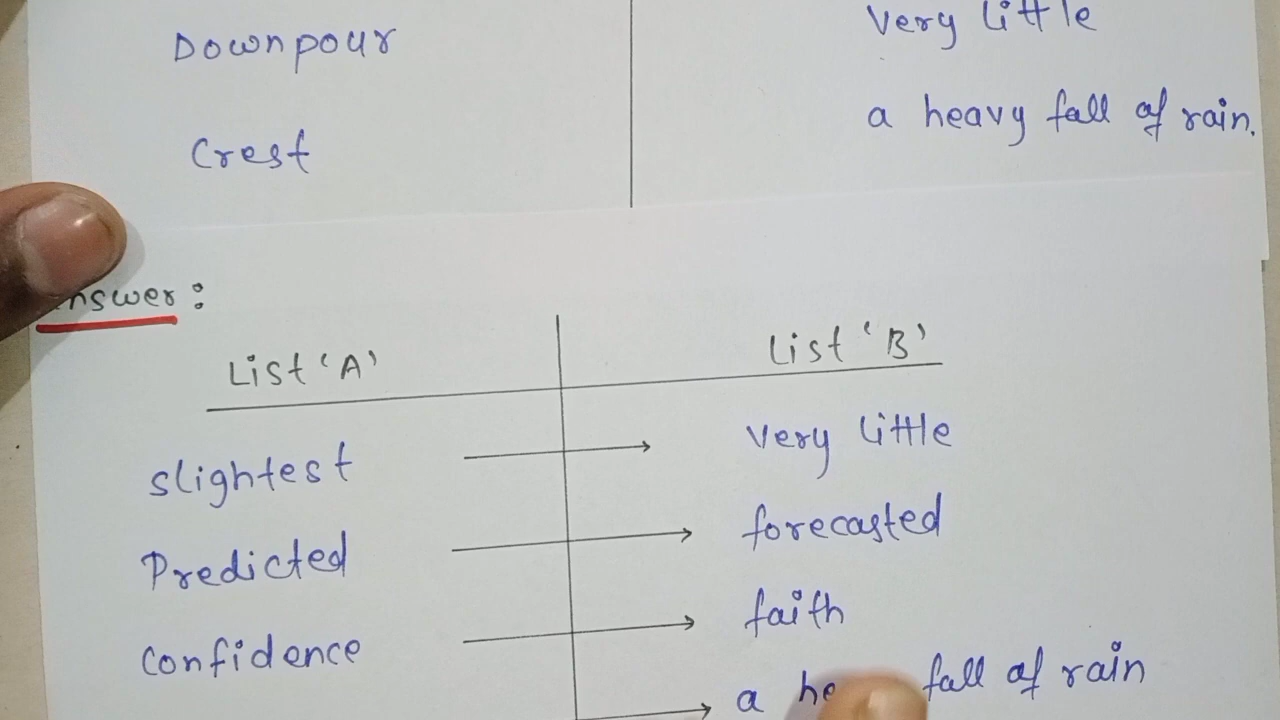 Downpour
Very little
a heavy fall of rain.
Crest
nswer :
List 'A'
List 'B'
slightest
very little
Predicted
forecasted
Confidence
faith
a fall of rain